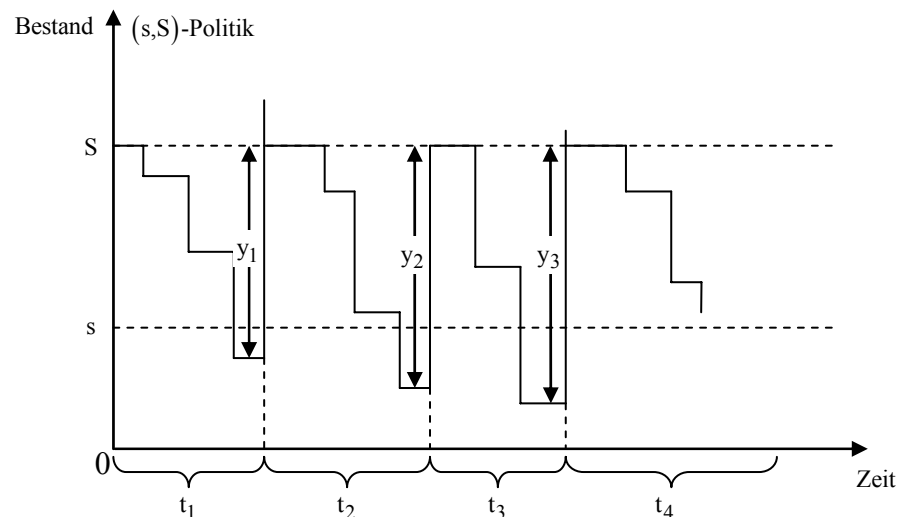 Bestand (s,S)-Politik
S
y₁ y₂ y₃
s
0
Zeit
t₁ t₂ t₃ t₄